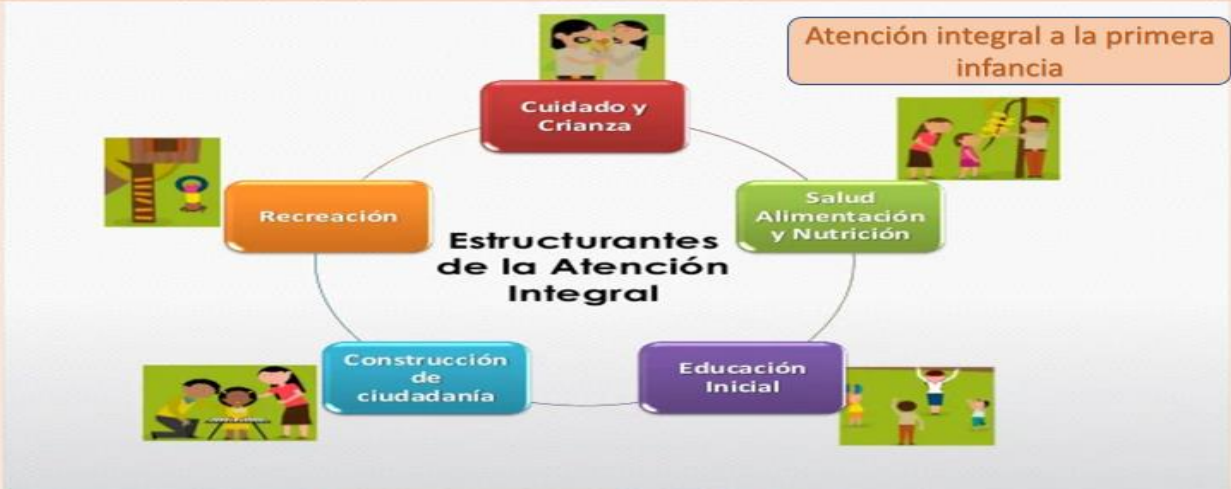 Atención integral a la primera
infancia
Cuidado y
Crianza
Salud
Alimentación
y Nutrición
Recreación
Estructurantes
de la Atención
Integral
Construcción
de
ciudadanía
Educación
Inicial